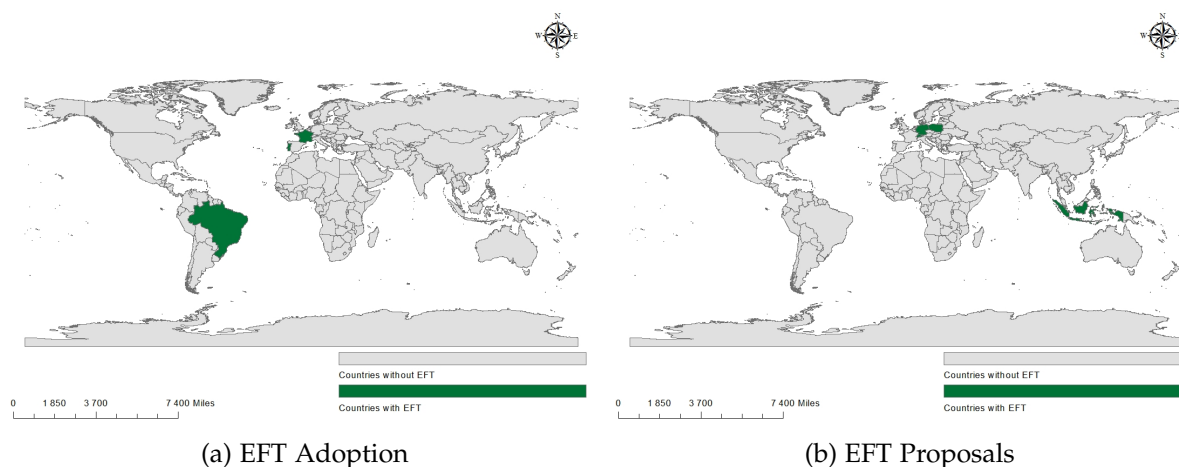 N
W E
S
N
W
S
Countries without EFT
Countries with EFT
0 1 850 3 700 7 400 Miles
Countries without EFT
Countries with EFT
0 1 850 3 700 7 400 Miles
(a) EFT Adoption
(b) EFT Proposals